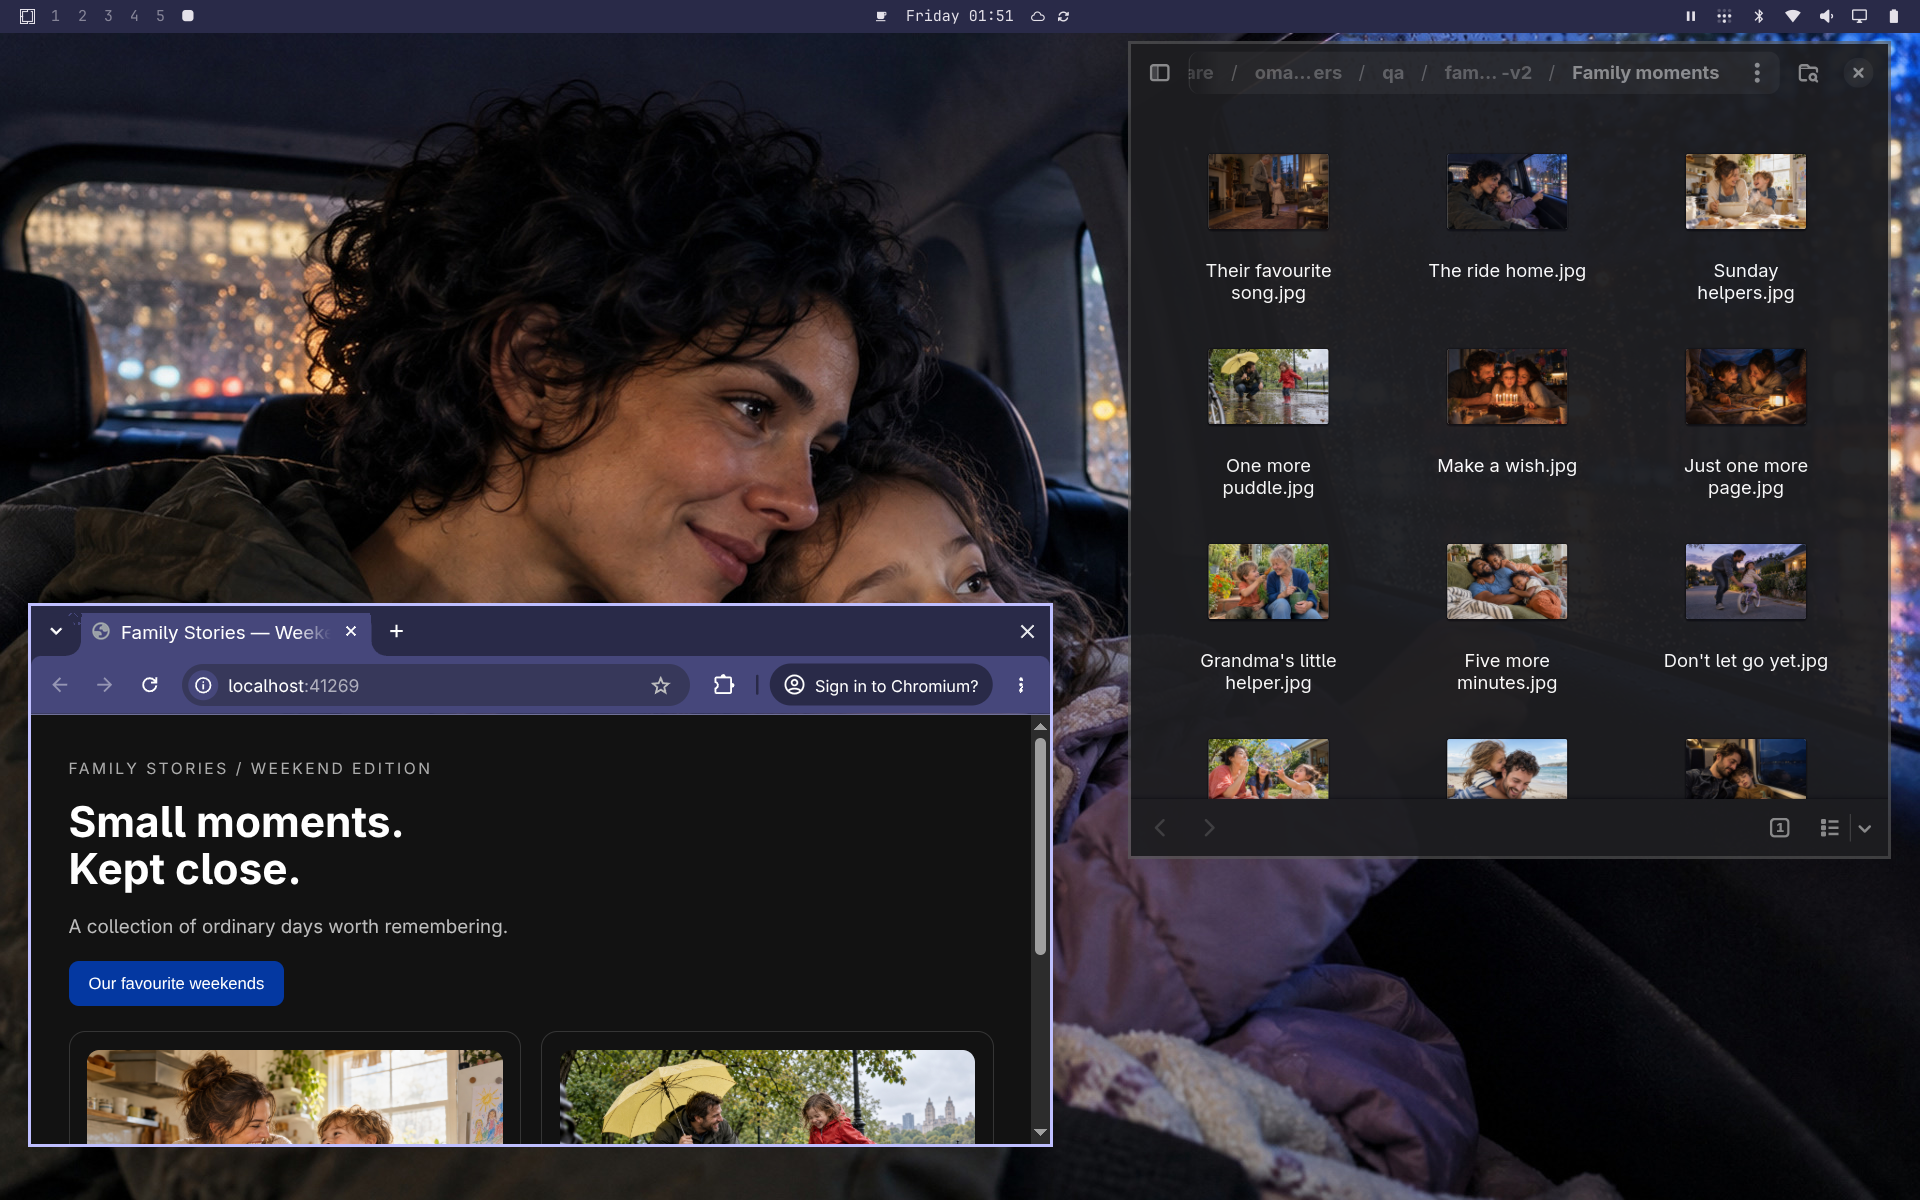 1 2 3 4 5
Friday 01:51
are / oma...ers / qa / fam... -v2 / Family moments
Their favourite
song.jpg
The ride home.jpg
Sunday
helpers.jpg
One more
puddle.jpg
Make a wish.jpg
Just one more
page.jpg
Grandma's little
helper.jpg
Five more
minutes.jpg
Don't let go yet.jpg
1
Family Stories — Weeke
localhost:41269
Sign in to Chromium?
FAMILY STORIES / WEEKEND EDITION
Small moments.
Kept close.
A collection of ordinary days worth remembering.
Our favourite weekends